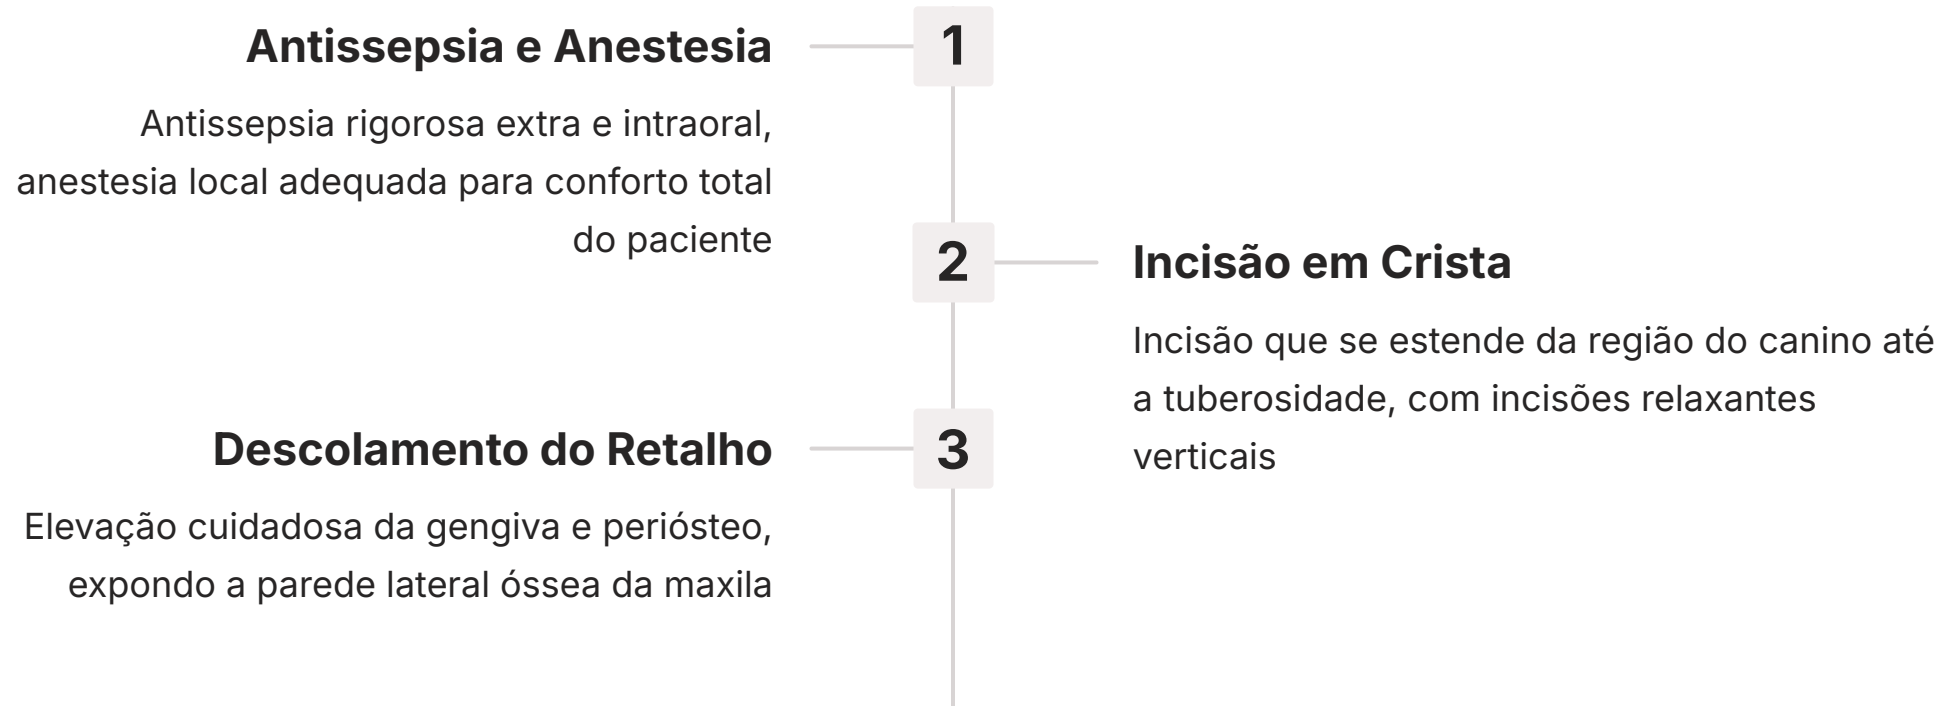 Antissepsia e Anestesia
1
Antissepsia rigorosa extra e intraoral,
anestesia local adequada para conforto total
do paciente
2
Incisão em Crista
Incisão que se estende da região do canino até
a tuberosidade, com incisões relaxantes
verticais
Descolamento do Retalho
3
Elevação cuidadosa da gengiva e periósteo,
expondo a parede lateral óssea da maxila